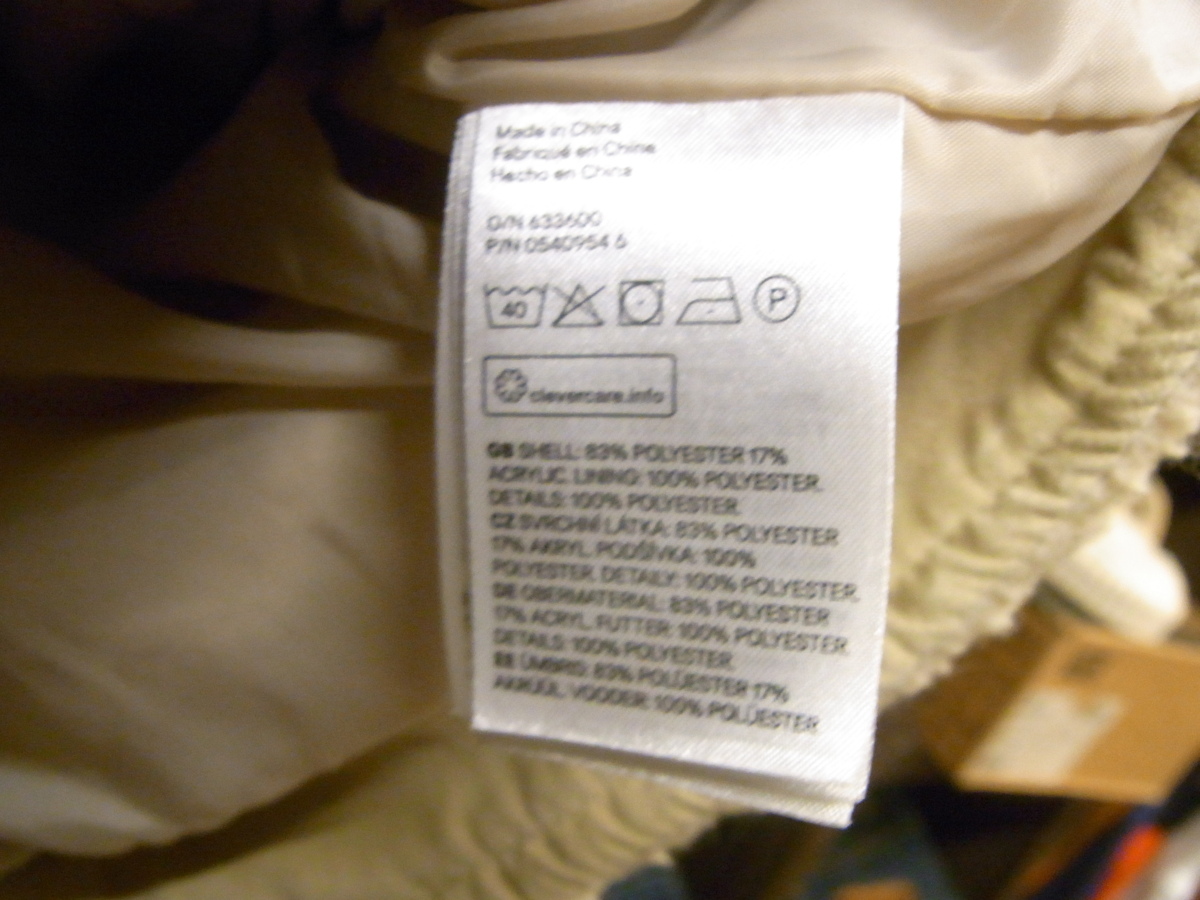 Made in China
Fabriqué en Chine
Hecho en China
O/N 633600
P/N 0540954 6
40
P
clevercare.info
GB SHELL: 83% POLYESTER 17%
ACRYLIC. LINING: 100% POLYESTER.
DETAILS: 100% POLYESTER.
CZ SVRCHNÍ LÁTKA: 83% POLYESTER
17% AKRYL. PODŠÍVKA: 100%
POLYESTER. DETAILY: 100% POLYESTER.
DE OBERMATERIAL: 83% POLYESTER
17% ACRYL. FUTTER: 100% POLYESTER.
DETAILS: 100% POLYESTER.
EE ÜMBRIS: 83% POLÜESTER 17%
AKRÜÜL. VOODER: 100% POLÜESTER